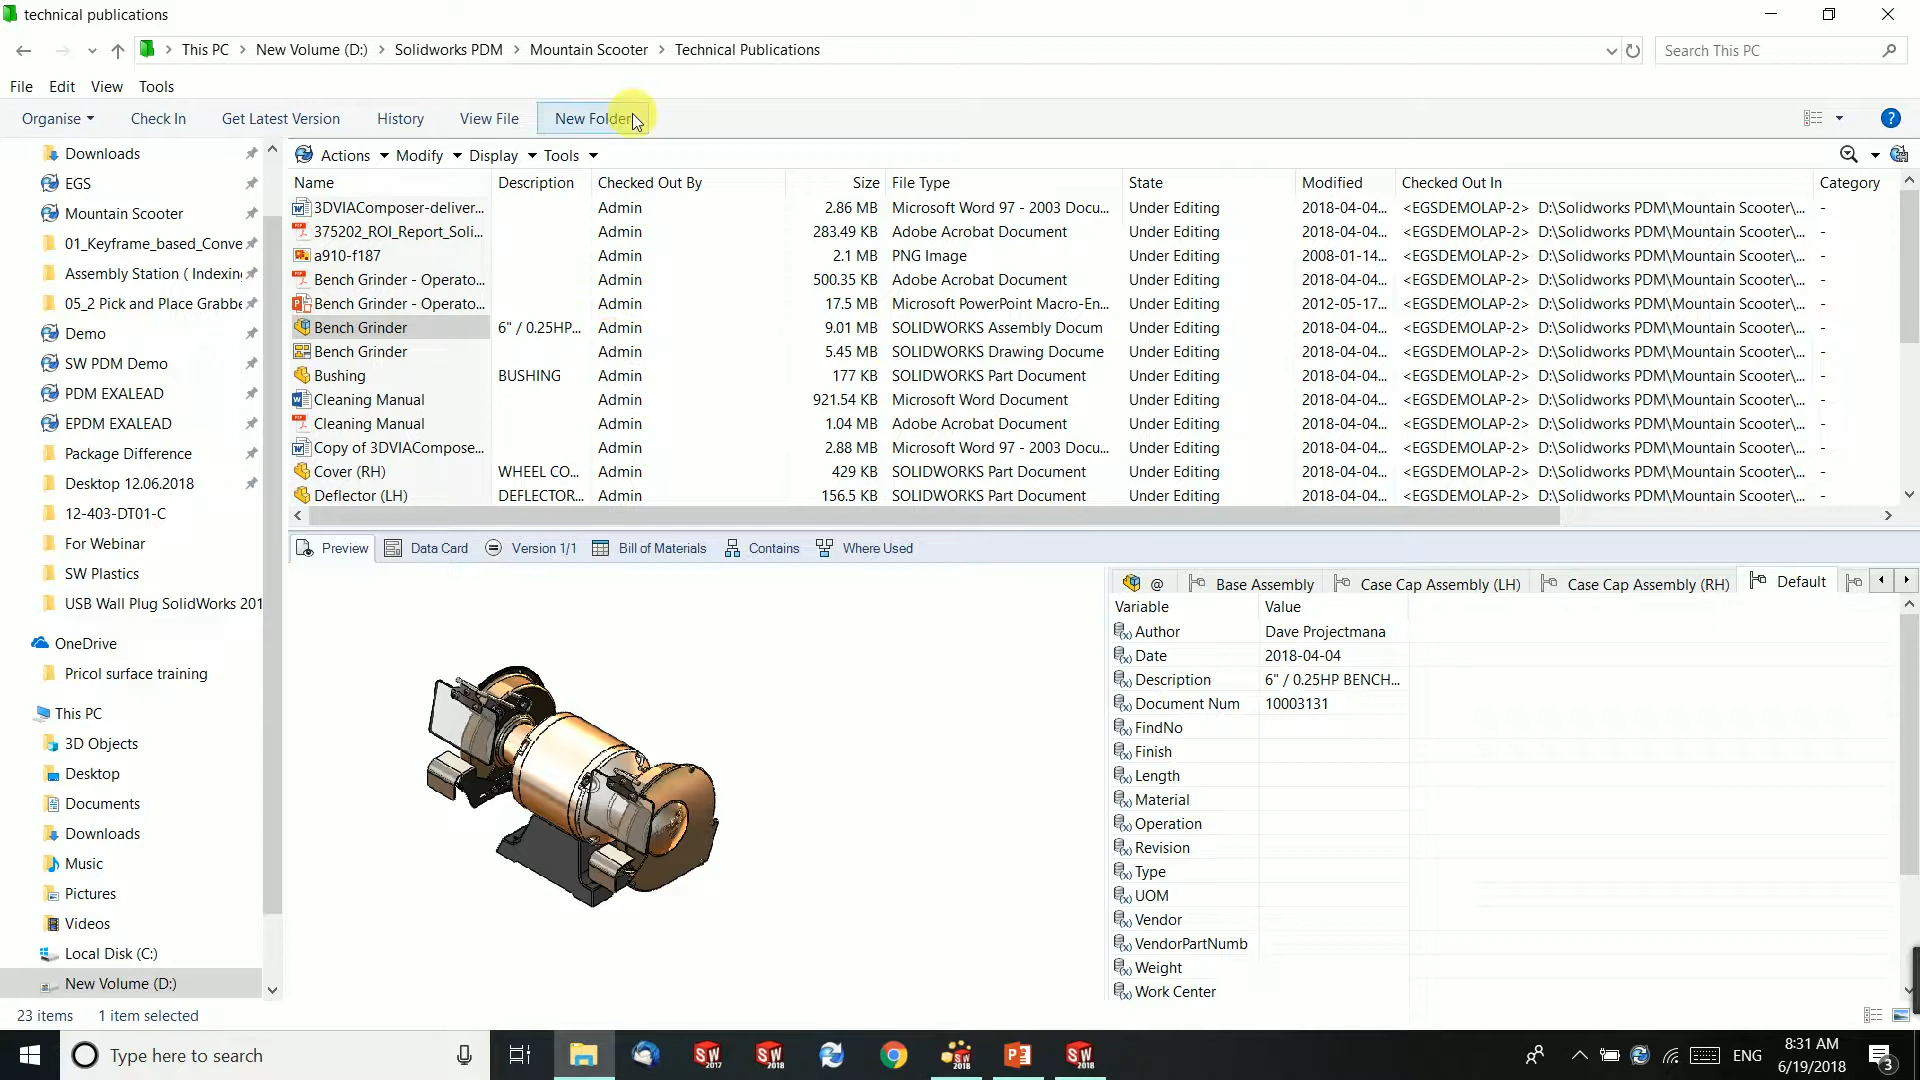 technical publications
This PC > New Volume (D:) > Solidworks PDM > Mountain Scooter > Technical Publications
Search This PC
File Edit View Tools
Organise Check In Get Latest Version History View File New Folder
Downloads
EGS
Mountain Scooter
01_Keyframe_based_Conve
Assembly Station ( Indexing
05_2 Pick and Place Grabbe
Demo
SW PDM Demo
PDM EXALEAD
EPDM EXALEAD
Package Difference
Desktop 12.06.2018
12-403-DT01-C
For Webinar
SW Plastics
USB Wall Plug SolidWorks 201
OneDrive
Pricol surface training
This PC
3D Objects
Desktop
Documents
Downloads
Music
Pictures
Videos
Local Disk (C:)
New Volume (D:)
Actions Modify Display Tools
Name Description Checked Out By Size File Type State Modified Checked Out In Category
3DVIAComposer-deliver... Admin 2.86 MB Microsoft Word 97 - 2003 Docu... Under Editing 2018-04-04... <EGSDEMOLAP-2> D:\Solidworks PDM\Mountain Scooter\... -
375202_ROI_Report_Soli... Admin 283.49 KB Adobe Acrobat Document Under Editing 2018-04-04... <EGSDEMOLAP-2> D:\Solidworks PDM\Mountain Scooter\... -
a910-f187 Admin 2.1 MB PNG Image Under Editing 2008-01-14... <EGSDEMOLAP-2> D:\Solidworks PDM\Mountain Scooter\... -
Bench Grinder - Operato... Admin 500.35 KB Adobe Acrobat Document Under Editing 2018-04-04... <EGSDEMOLAP-2> D:\Solidworks PDM\Mountain Scooter\... -
Bench Grinder - Operato... Admin 17.5 MB Microsoft PowerPoint Macro-En... Under Editing 2012-05-17... <EGSDEMOLAP-2> D:\Solidworks PDM\Mountain Scooter\... -
Bench Grinder 6" / 0.25HP... Admin 9.01 MB SOLIDWORKS Assembly Docum Under Editing 2018-04-04... <EGSDEMOLAP-2> D:\Solidworks PDM\Mountain Scooter\... -
Bench Grinder Admin 5.45 MB SOLIDWORKS Drawing Docume Under Editing 2018-04-04... <EGSDEMOLAP-2> D:\Solidworks PDM\Mountain Scooter\... -
Bushing BUSHING Admin 177 KB SOLIDWORKS Part Document Under Editing 2018-04-04... <EGSDEMOLAP-2> D:\Solidworks PDM\Mountain Scooter\... -
Cleaning Manual Admin 921.54 KB Microsoft Word Document Under Editing 2018-04-04... <EGSDEMOLAP-2> D:\Solidworks PDM\Mountain Scooter\... -
Cleaning Manual Admin 1.04 MB Adobe Acrobat Document Under Editing 2018-04-04... <EGSDEMOLAP-2> D:\Solidworks PDM\Mountain Scooter\... -
Copy of 3DVIACompose... Admin 2.88 MB Microsoft Word 97 - 2003 Docu... Under Editing 2018-04-04... <EGSDEMOLAP-2> D:\Solidworks PDM\Mountain Scooter\... -
Cover (RH) WHEEL CO... Admin 429 KB SOLIDWORKS Part Document Under Editing 2018-04-04... <EGSDEMOLAP-2> D:\Solidworks PDM\Mountain Scooter\... -
Deflector (LH) DEFLECTOR... Admin 156.5 KB SOLIDWORKS Part Document Under Editing 2018-04-04... <EGSDEMOLAP-2> D:\Solidworks PDM\Mountain Scooter\... -
Preview Data Card Version 1/1 Bill of Materials Contains Where Used
@ Base Assembly Case Cap Assembly (LH) Case Cap Assembly (RH) Default
Variable Value
Author Dave Projectmana
Date 2018-04-04
Description 6" / 0.25HP BENCH...
Document Num 10003131
FindNo
Finish
Length
Material
Operation
Revision
Type
UOM
Vendor
VendorPartNumb
Weight
Work Center
23 items 1 item selected
Type here to search
SW 2017
SW 2018
SW 2018
SW 2018
ENG
8:31 AM
6/19/2018
3